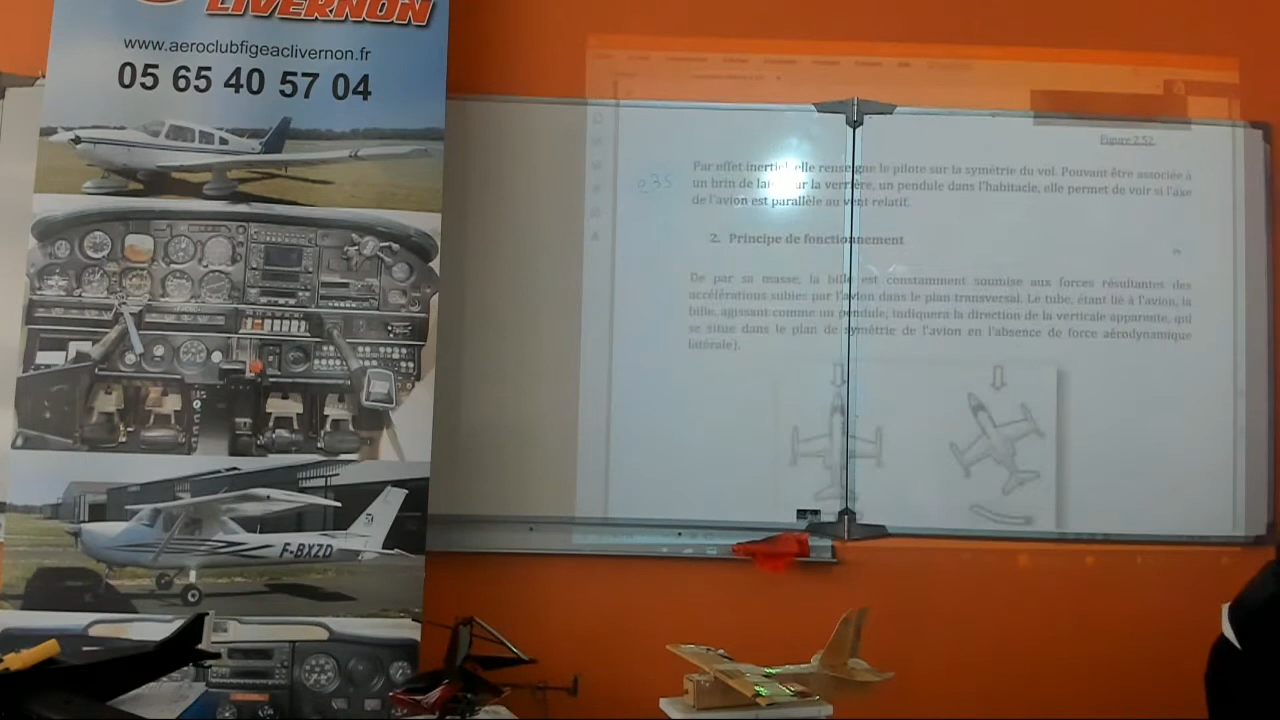 LIVERNON
www.aeroclubfigeaclivernon.fr
05 65 40 57 04
F-BXZD
Figure 2.52
Par effet inertiel elle renseigne le pilote sur la symétrie du vol. Pouvant être associée à
un brin de laine sur la verrière, un pendule dans l'habitacle, elle permet de voir si l'axe
de l'avion est parallèle au vent relatif.
2. Principe de fonctionnement
De par sa masse, la bille est constamment soumise aux forces résultantes des
accélérations subies par l'avion dans le plan transversal. Le tube, étant lié à l'avion, la
bille, agissant comme un pendule, indiquera la direction de la verticale apparente, qui
se situe dans le plan de symétrie de l'avion en l'absence de force aérodynamique
latérale).